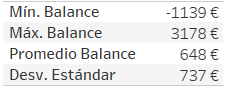 Mín. Balance -1139 €
Máx. Balance 3178 €
Promedio Balance 648 €
Desv. Estándar 737 €